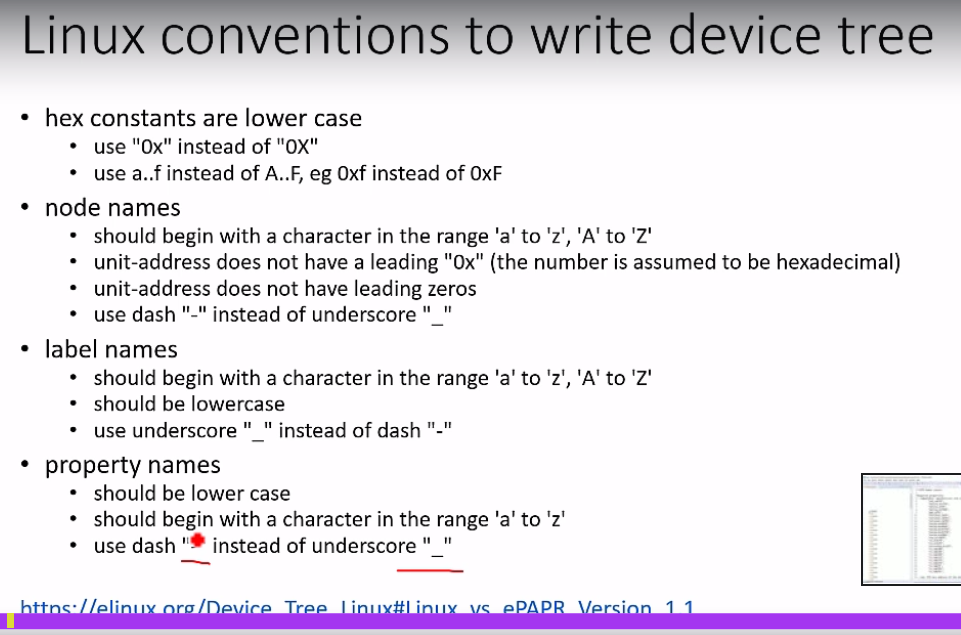 Linux conventions to write device tree
• hex constants are lower case
• use "0x" instead of "0X"
• use a..f instead of A..F, eg 0xf instead of 0xF
• node names
• should begin with a character in the range 'a' to 'z', 'A' to 'Z'
• unit-address does not have a leading "0x" (the number is assumed to be hexadecimal)
• unit-address does not have leading zeros
• use dash "-" instead of underscore "_"
• label names
• should begin with a character in the range 'a' to 'z', 'A' to 'Z'
• should be lowercase
• use underscore "_" instead of dash "-"
• property names
• should be lower case
• should begin with a character in the range 'a' to 'z'
• use dash " instead of underscore "_"
https://elinux.org/Device_Tree_Linux#Linux_vs_ePAPR_Version_1.1